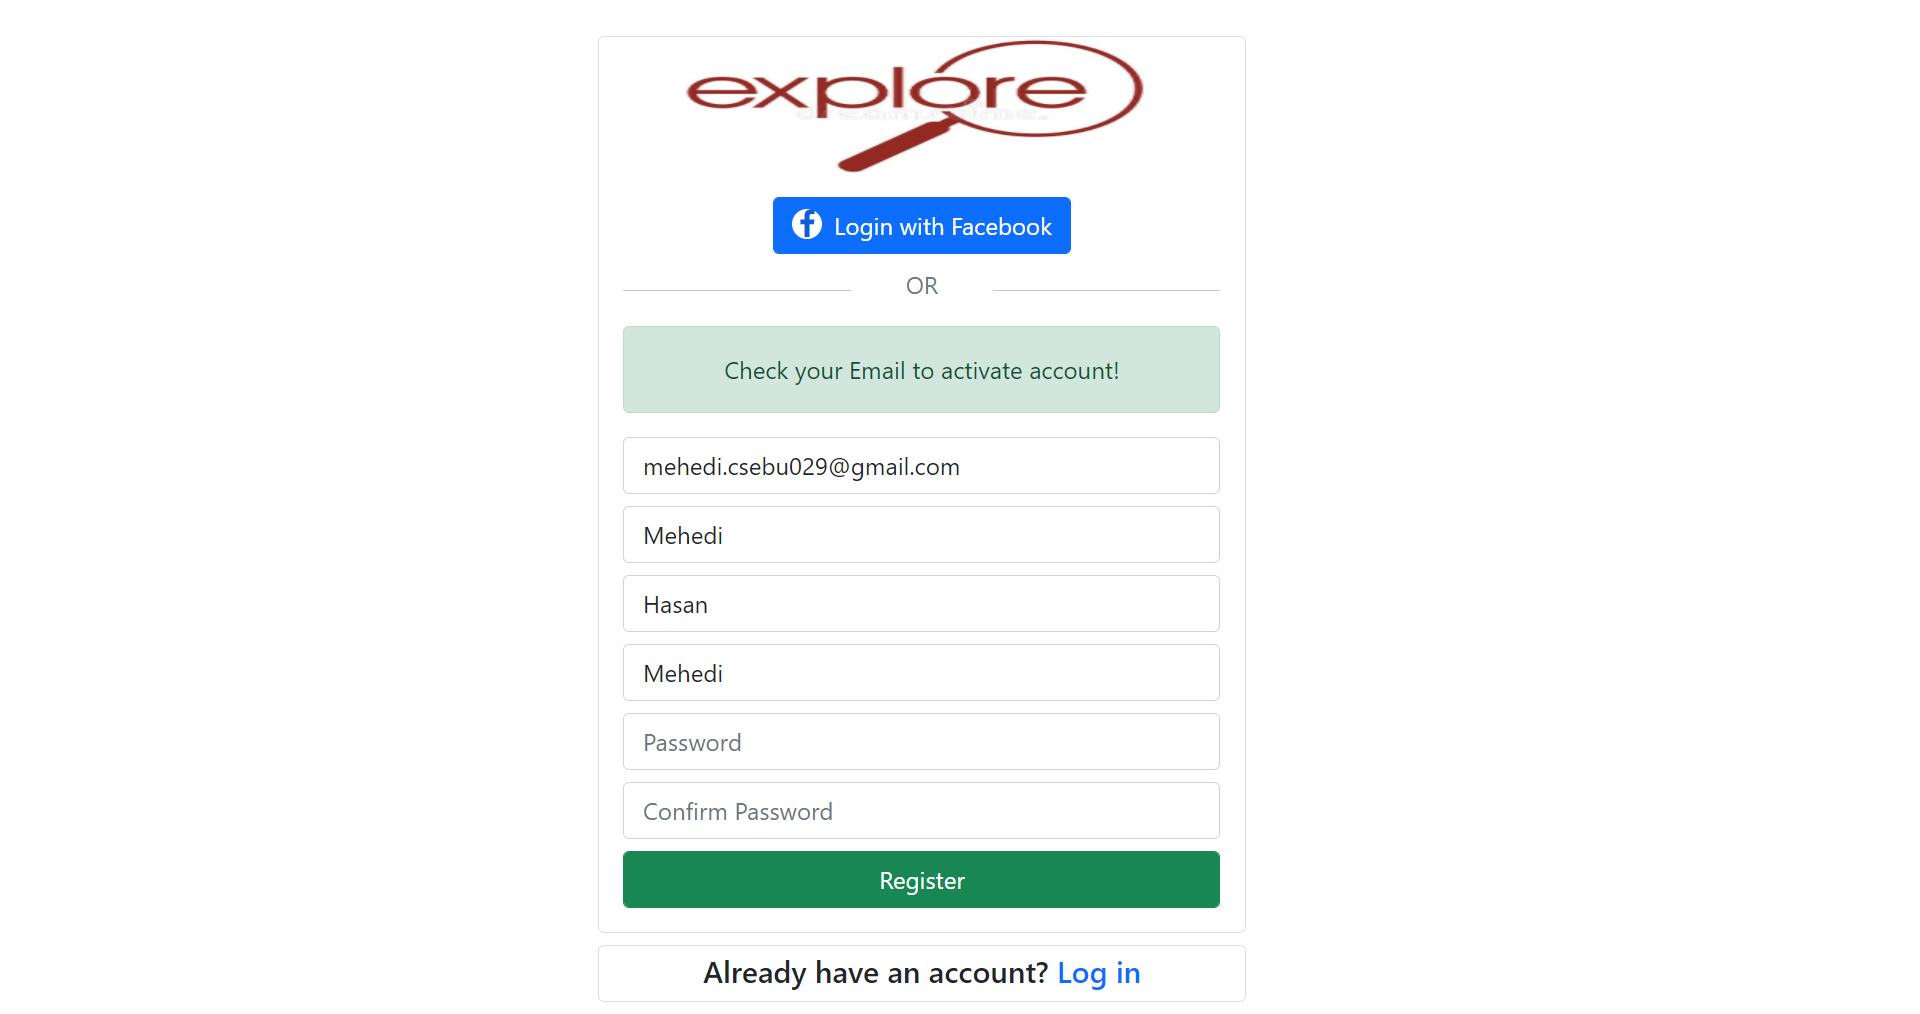 explore
Login with Facebook
OR
Check your Email to activate account!
mehedi.csebu029@gmail.com
Mehedi
Hasan
Mehedi
Password
Confirm Password
Register
Already have an account? Log in